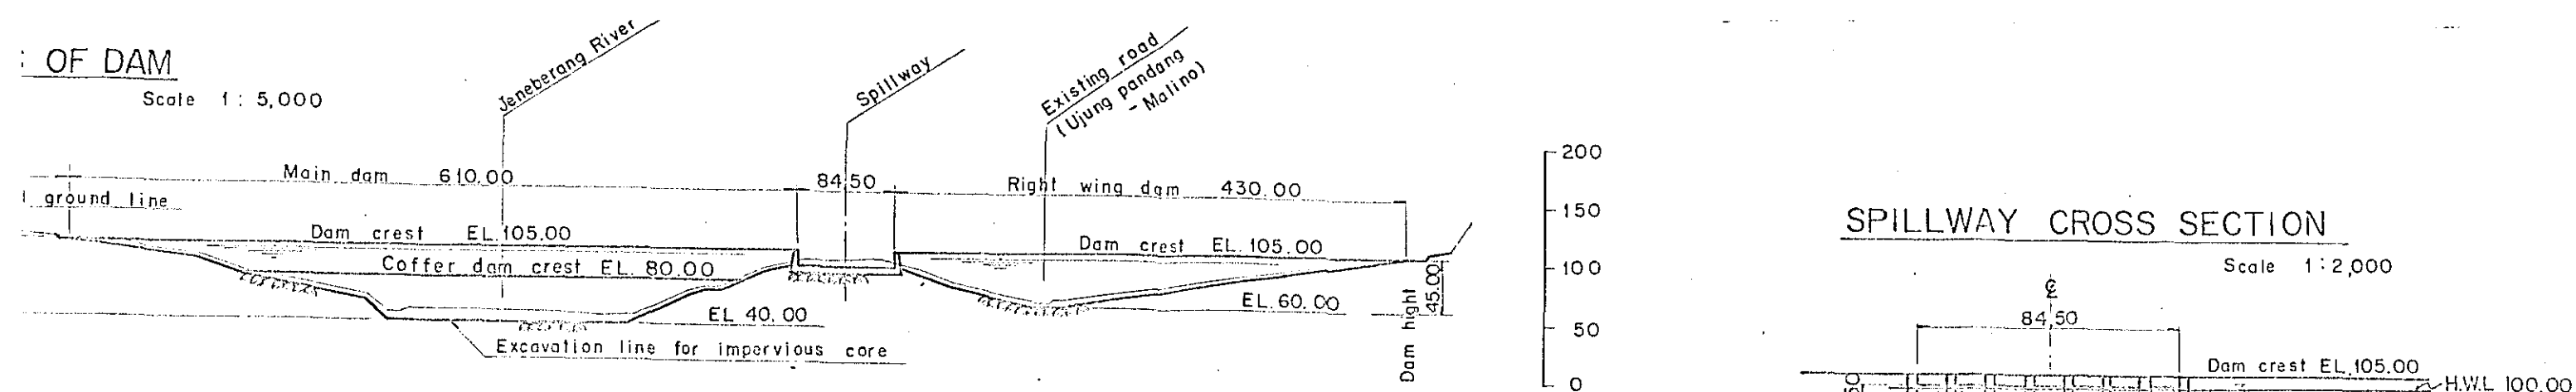 OF DAM
Scale 1: 5,000
Jeneberang River
Spillway
Existing road
(Ujung pandang
- Malino)
Main dam 610.00
84.50
Right wing dam 430.00
ground line
Dam crest EL.105.00
Dam crest EL.105.00
Coffer dam crest EL. 80.00
EL. 60.00
EL 40.00
Excavation line for impervious core
Dam hight
45.00
200
150
100
50
0
SPILLWAY CROSS SECTION
Scale 1:2,000
℄
84,50
Dam crest EL.105.00
H.W.L 100.00